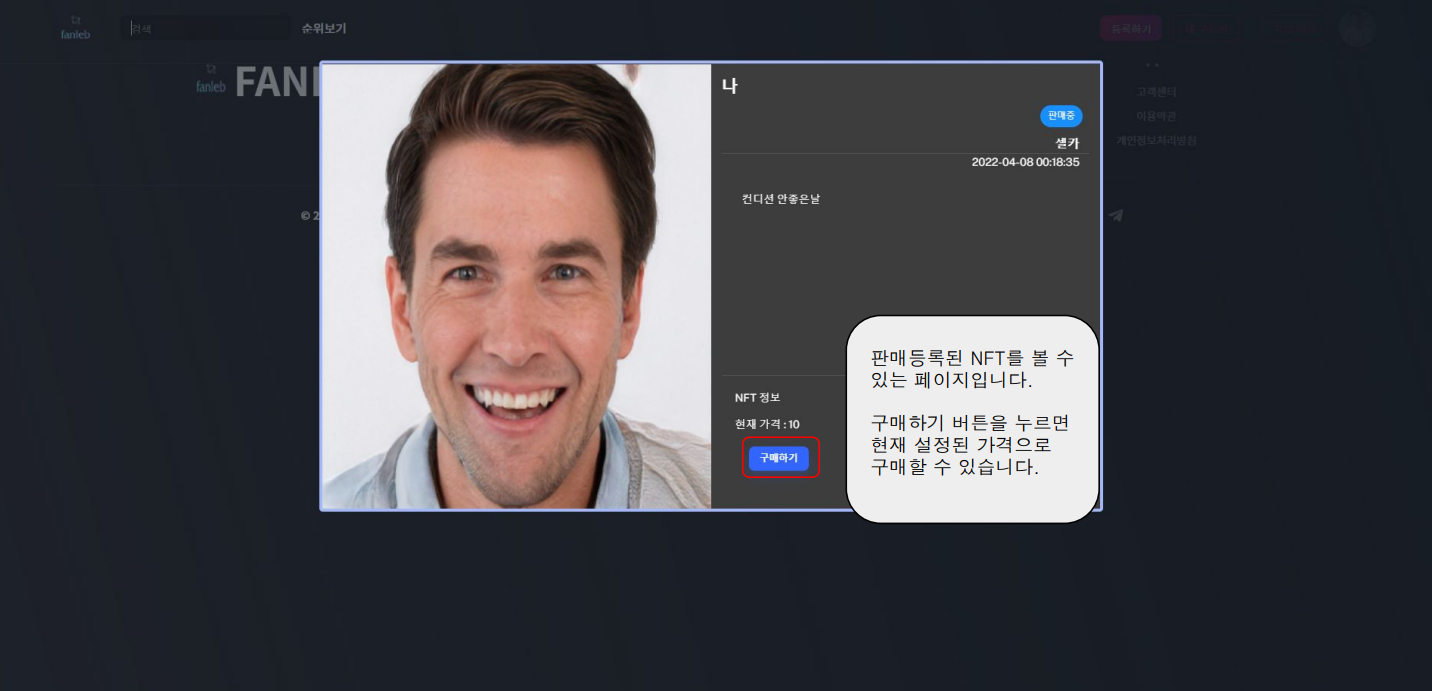 fanleb
검색
순위보기
등록하기
fanleb FANL
고객센터
이용약관
개인정보처리방침
© 2
나
판매중
셀카
2022-04-08 00:18:35
컨디션 안좋은날
NFT 정보
현재 가격 : 10
구매하기
판매등록된 NFT를 볼 수
있는 페이지입니다.
구매하기 버튼을 누르면
현재 설정된 가격으로
구매할 수 있습니다.